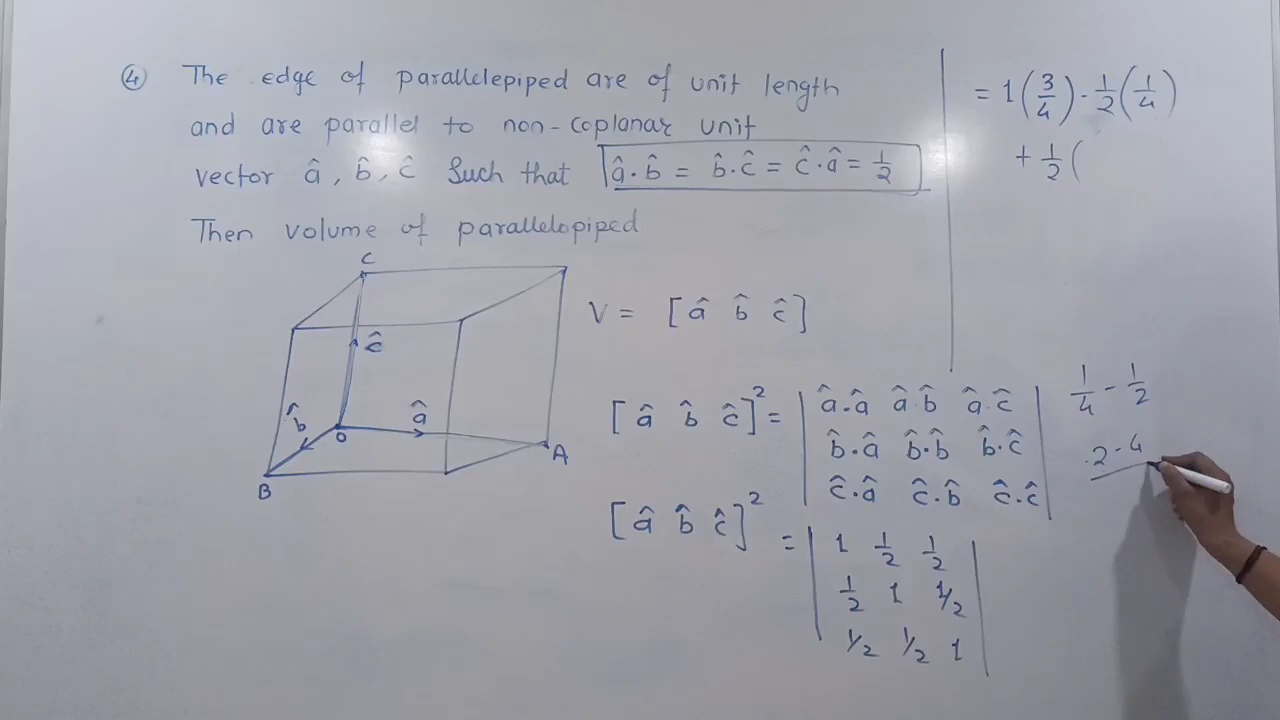 ④ The edge of parallelepiped are of unit length
and are parallel to non-coplanar unit
vector â, b̂, ĉ Such that â·b̂ = b̂·ĉ = ĉ·â = 1/2
Then volume of parallelopiped
C
ĉ
b̂
â
O
A
B
V = [â b̂ ĉ]
[â b̂ ĉ]² = | â·â â·b̂ â·ĉ |
| b̂·â b̂·b̂ b̂·ĉ |
| ĉ·â ĉ·b̂ ĉ·ĉ |
[â b̂ ĉ]² = | 1 1/2 1/2 |
| 1/2 1 1/2 |
| 1/2 1/2 1 |
= 1(3/4) - 1/2(1/4)
+ 1/2(
1/4 - 1/2
2-4